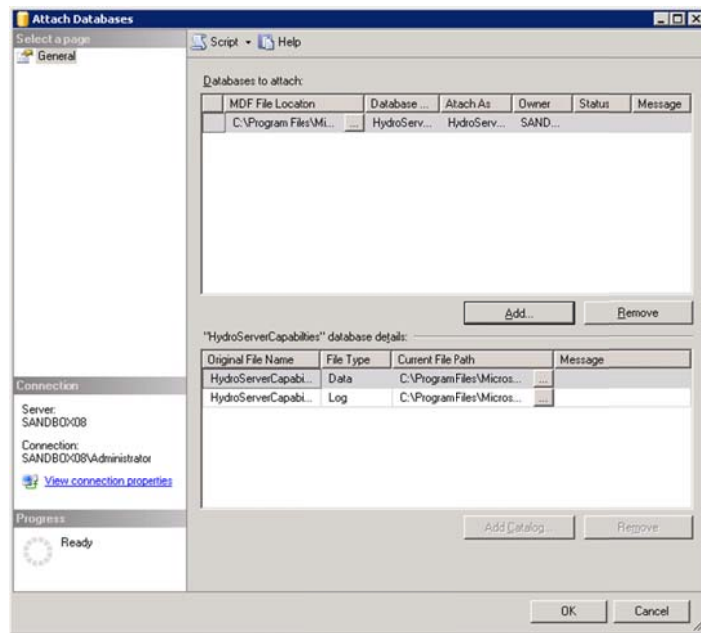 Attach Databases
Select a page
General
Script
Help
Databases to attach:
MDF File Location Database ... Attach As Owner Status Message
C:\Program Files\Mi... ... HydroServ... HydroServ... SAND...
Add... Remove
"HydroServerCapabilties" database details:
Original File Name File Type Current File Path Message
HydroServerCapabi... Data C:\ProgramFiles\Micros... ...
HydroServerCapabi... Log C:\ProgramFiles\Micros... ...
Add Catalog... Remove
Connection
Server:
SANDBOX08
Connection:
SANDBOX08\Administrator
View connection properties
Progress
Ready
OK Cancel